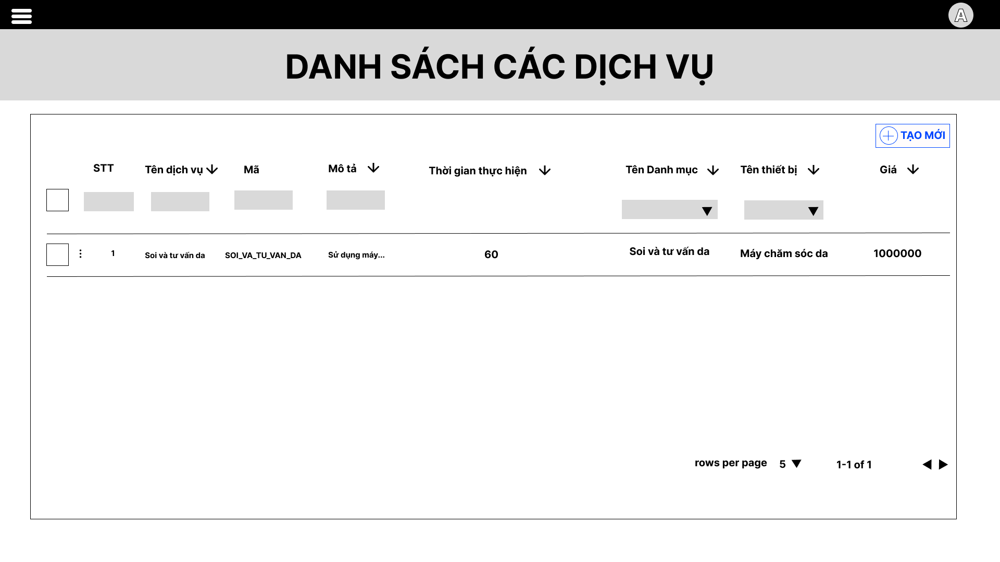 A
DANH SÁCH CÁC DỊCH VỤ
TẠO MỚI
STT Tên dịch vụ Mã Mô tả Thời gian thực hiện Tên Danh mục Tên thiết bị Giá
1 Soi và tư vấn da SOI_VA_TU_VAN_DA Sử dụng máy... 60 Soi và tư vấn da Máy chăm sóc da 1000000
rows per page 5 1-1 of 1